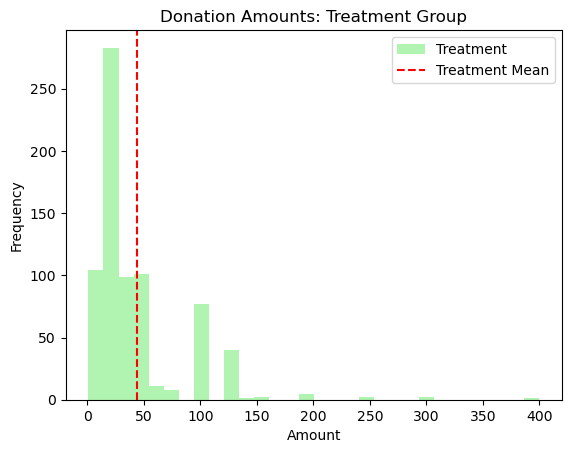 Donation Amounts: Treatment Group
Treatment
Treatment Mean
Frequency
250
200
150
100
50
0
0 50 100 150 200 250 300 350 400
Amount